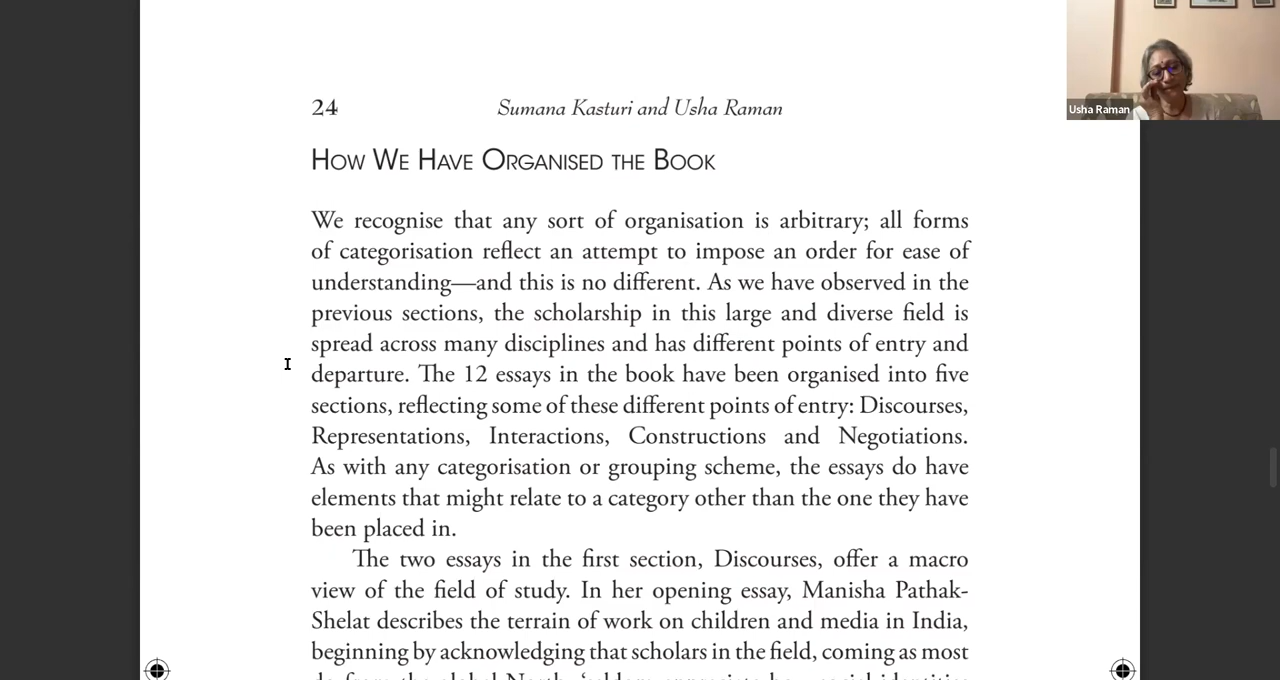 24
Sumana Kasturi and Usha Raman
Usha Raman
How We Have Organised the Book
We recognise that any sort of organisation is arbitrary; all forms
of categorisation reflect an attempt to impose an order for ease of
understanding—and this is no different. As we have observed in the
previous sections, the scholarship in this large and diverse field is
spread across many disciplines and has different points of entry and
departure. The 12 essays in the book have been organised into five
sections, reflecting some of these different points of entry: Discourses,
Representations, Interactions, Constructions and Negotiations.
As with any categorisation or grouping scheme, the essays do have
elements that might relate to a category other than the one they have
been placed in.
The two essays in the first section, Discourses, offer a macro
view of the field of study. In her opening essay, Manisha Pathak-
Shelat describes the terrain of work on children and media in India,
beginning by acknowledging that scholars in the field, coming as most